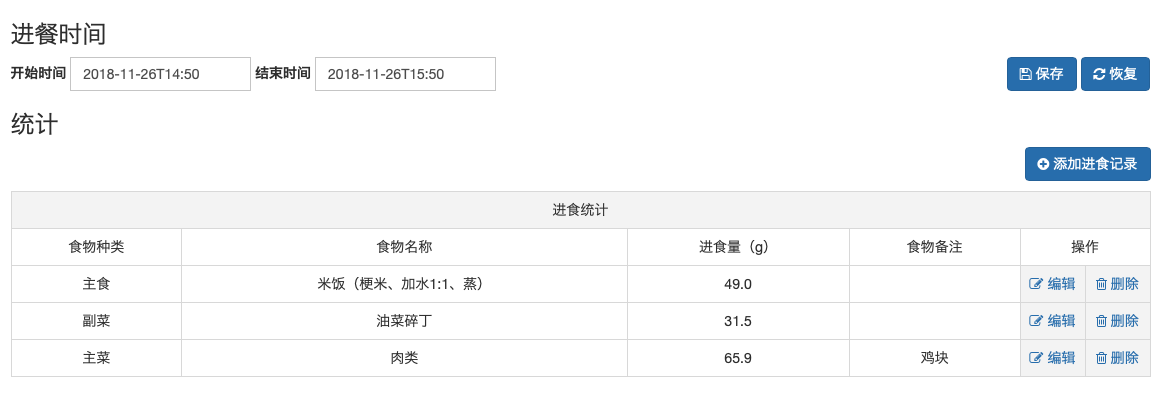 进餐时间
开始时间 2018-11-26T14:50 结束时间 2018-11-26T15:50 保存 恢复
统计
添加进食记录
进食统计
食物种类 食物名称 进食量（g） 食物备注 操作
主食 米饭（梗米、加水1:1、蒸） 49.0 编辑 删除
副菜 油菜碎丁 31.5 编辑 删除
主菜 肉类 65.9 鸡块 编辑 删除